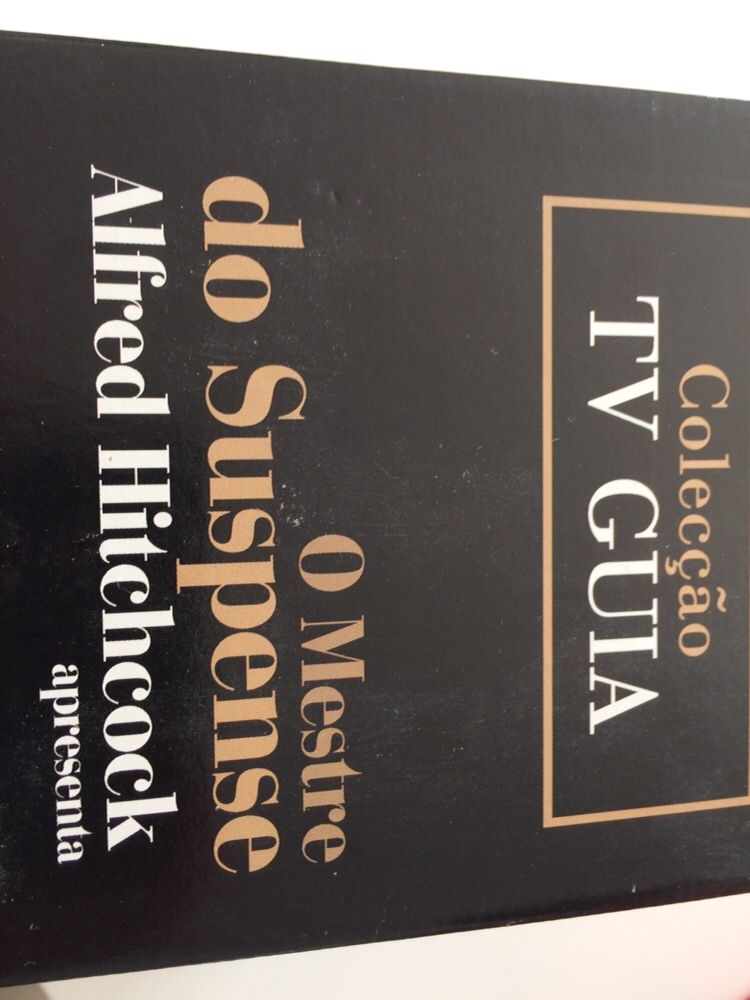 Colecção
TV GUIA
O Mestre
do Suspense
Alfred Hitchcock
apresenta